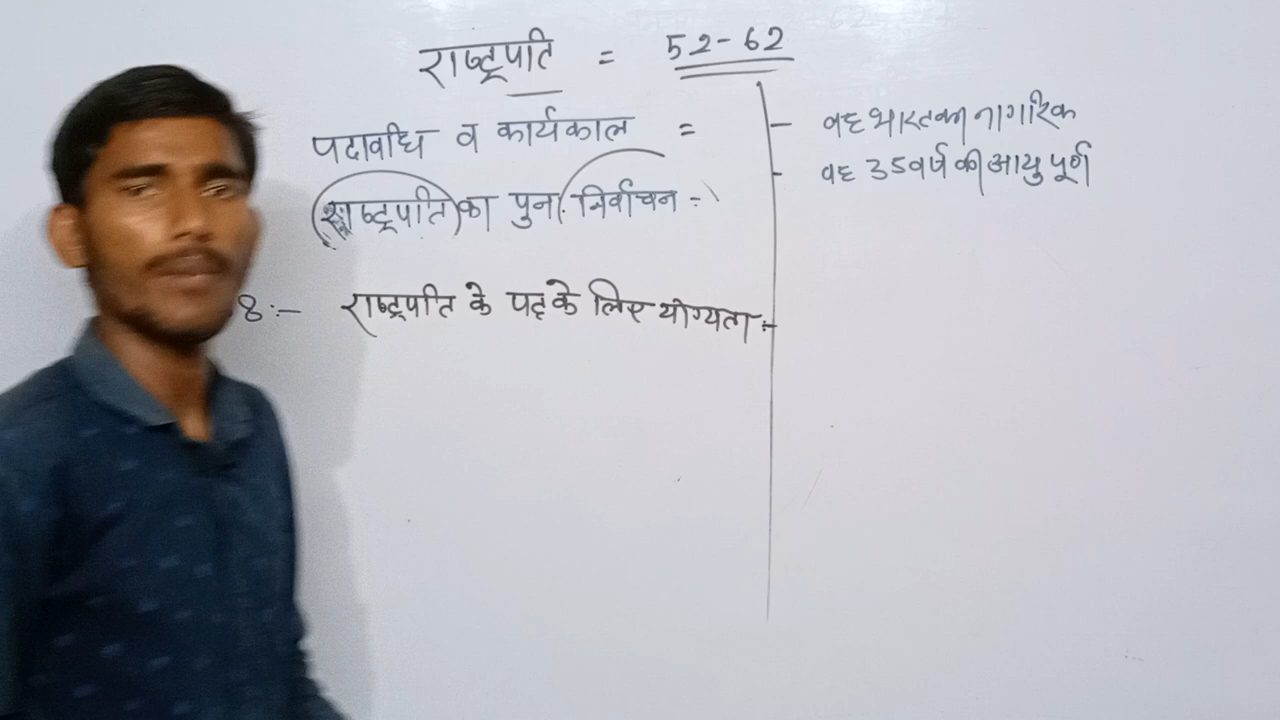 राष्ट्रपति = 52-62
पदावधि व कार्यकाल =
राष्ट्रपति का पुनः निर्वाचन :-
8:- राष्ट्रपति के पद के लिए योग्यता :-
- वह भारत का नागरिक
- वह 35 वर्ष की आयु पूर्ण